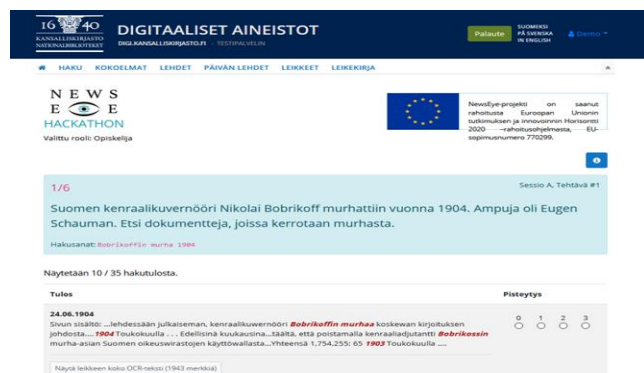 16 40
KANSALLISKIRJASTO
NATIONALBIBLIOTEKET
DIGITAALISET AINEISTOT
DIGI.KANSALLISKIRJASTO.FI - TESTIPALVELIN
Palaute
SUOMEKSI
PÅ SVENSKA
IN ENGLISH
Demo
HAKU KOKOELMAT LEHDET PÄIVÄN LEHDET LEIKKEET LEIKEKIRJA
NEWS
E E
HACKATHON
Valittu rooli: Opiskelija
NewsEye-projekti on saanut
rahoitusta Euroopan Unionin
tutkimuksen ja innovoinnin Horisontti
2020 –rahoitusohjelmasta, EU-
sopimusnumero 770299.
1/6
Sessio A, Tehtävä #1
Suomen kenraalikuvernööri Nikolai Bobrikoff murhattiin vuonna 1904. Ampuja oli Eugen
Schauman. Etsi dokumentteja, joissa kerrotaan murhasta.
Hakusanat: Bobrikoffin murha 1904
Näytetään 10 / 35 hakutulosta.
Tulos Pisteytys
24.06.1904
0 1 2 3
Sivun sisältö: ...lehdessään julkaiseman, kenraalikuwernööri Bobrikoffin murhaa koskewan kirjoituksen
johdosta.... 1904 Toukokuulla . . . Edellisinä kuukausina...täältä, että poistamalla kenraaliadjutantti Bobrikossin
murha-asian Suomen oikeuswirastojen käyttöwallasta...Yhteensä 1,754,255: 65 1903 Toukokuulla ....
Näytä leikkeen koko OCR-teksti (1943 merkkiä)